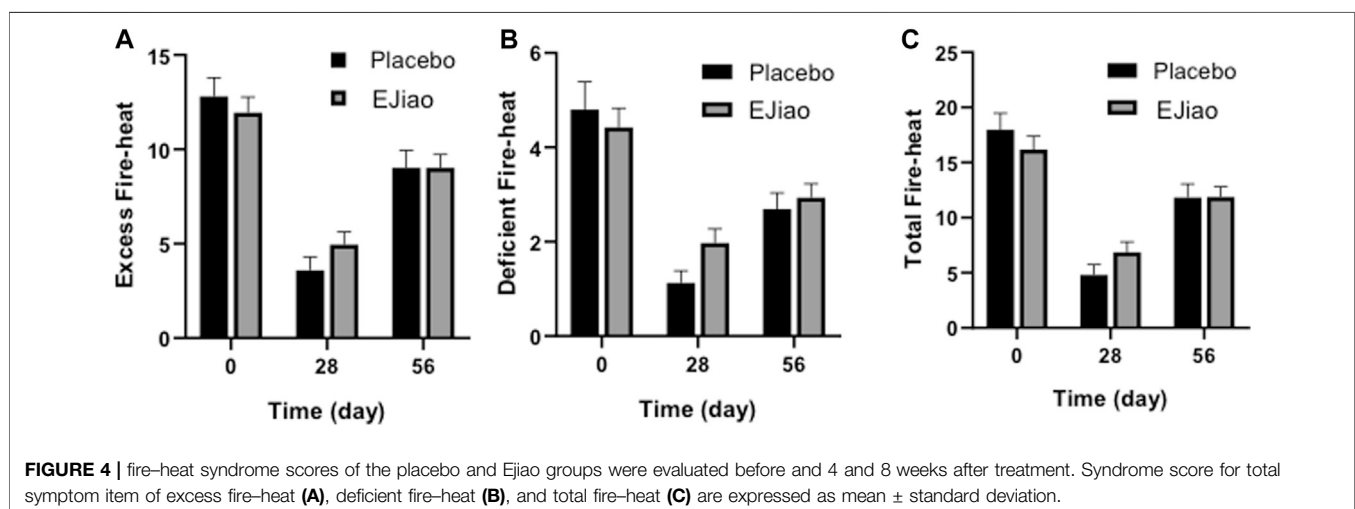 A
Excess Fire-heat
15
10
5
0
Placebo
EJiao
0 28 56
Time (day)
B
Deficient Fire-heat
6
4
2
0
Placebo
EJiao
0 28 56
Time (day)
C
Total Fire-heat
25
20
15
10
5
0
Placebo
EJiao
0 28 56
Time (day)
FIGURE 4 | fire–heat syndrome scores of the placebo and Ejiao groups were evaluated before and 4 and 8 weeks after treatment. Syndrome score for total
symptom item of excess fire–heat (A), deficient fire–heat (B), and total fire–heat (C) are expressed as mean ± standard deviation.